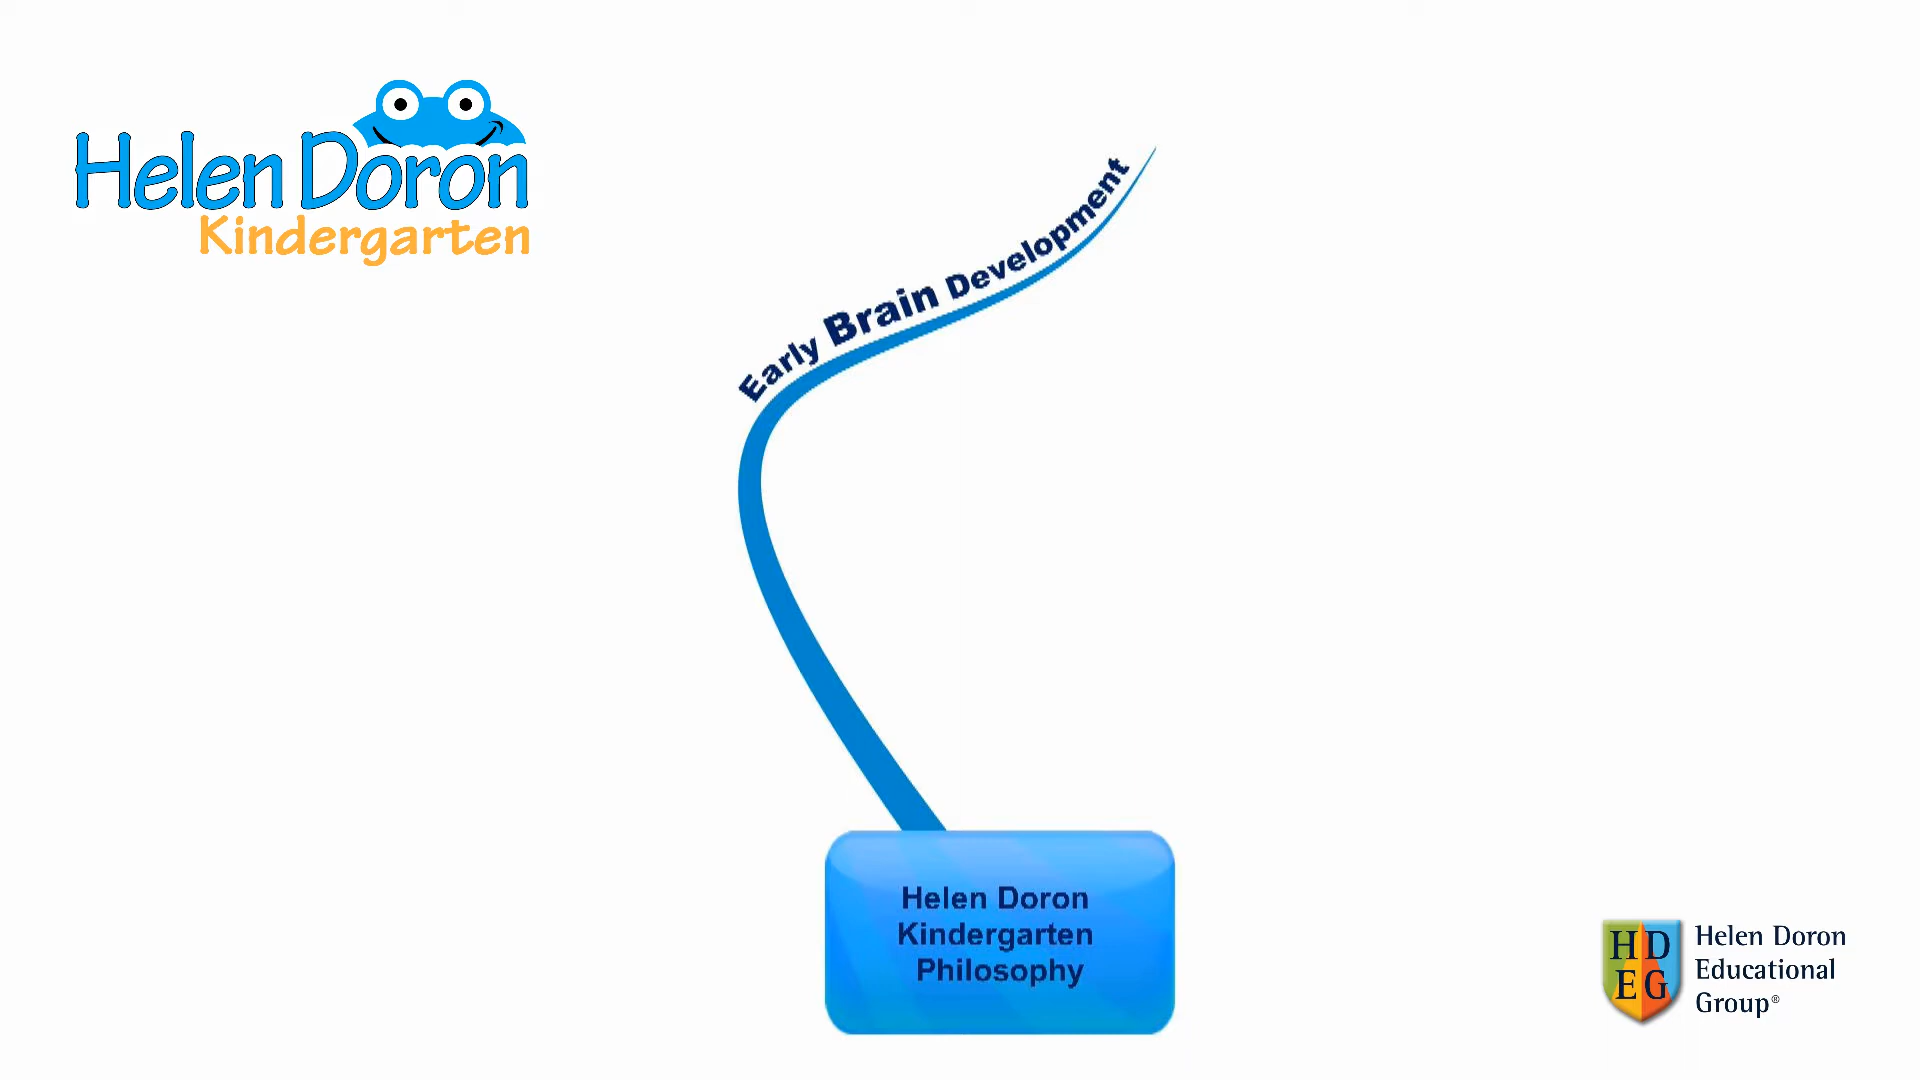 Helen Doron
Kindergarten
Early Brain Development
Helen Doron
Kindergarten
Philosophy
HD
EG
Helen Doron
Educational
Group®